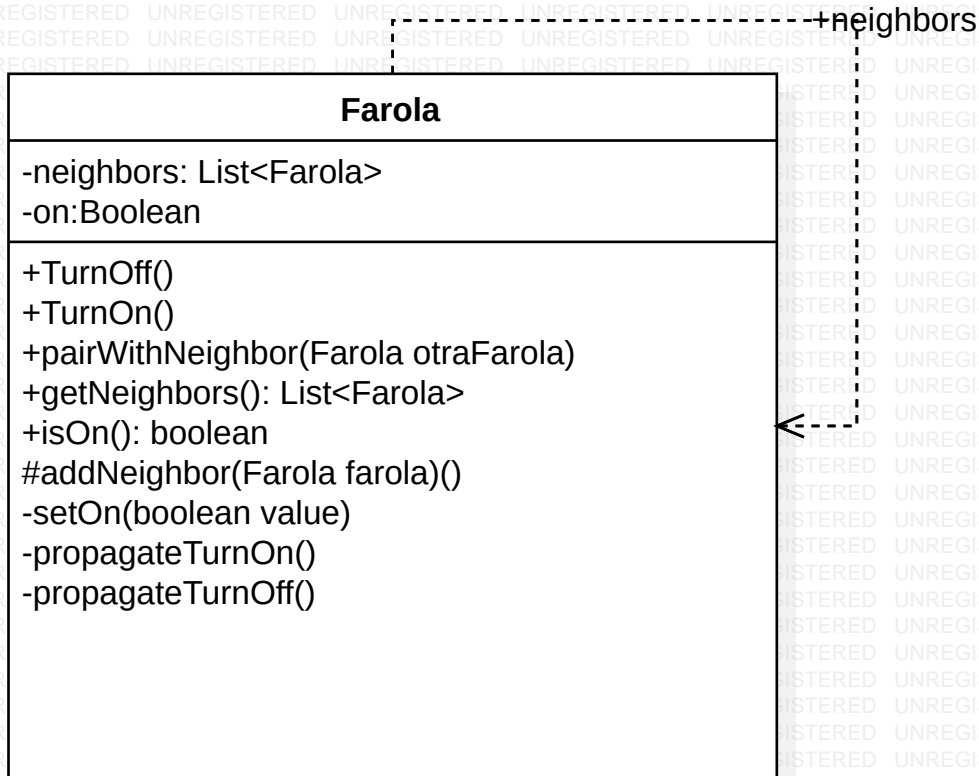 +neighbors
Farola
-neighbors: List<Farola>
-on:Boolean
+TurnOff()
+TurnOn()
+pairWithNeighbor(Farola otraFarola)
+getNeighbors(): List<Farola>
+isOn(): boolean
#addNeighbor(Farola farola)()
-setOn(boolean value)
-propagateTurnOn()
-propagateTurnOff()